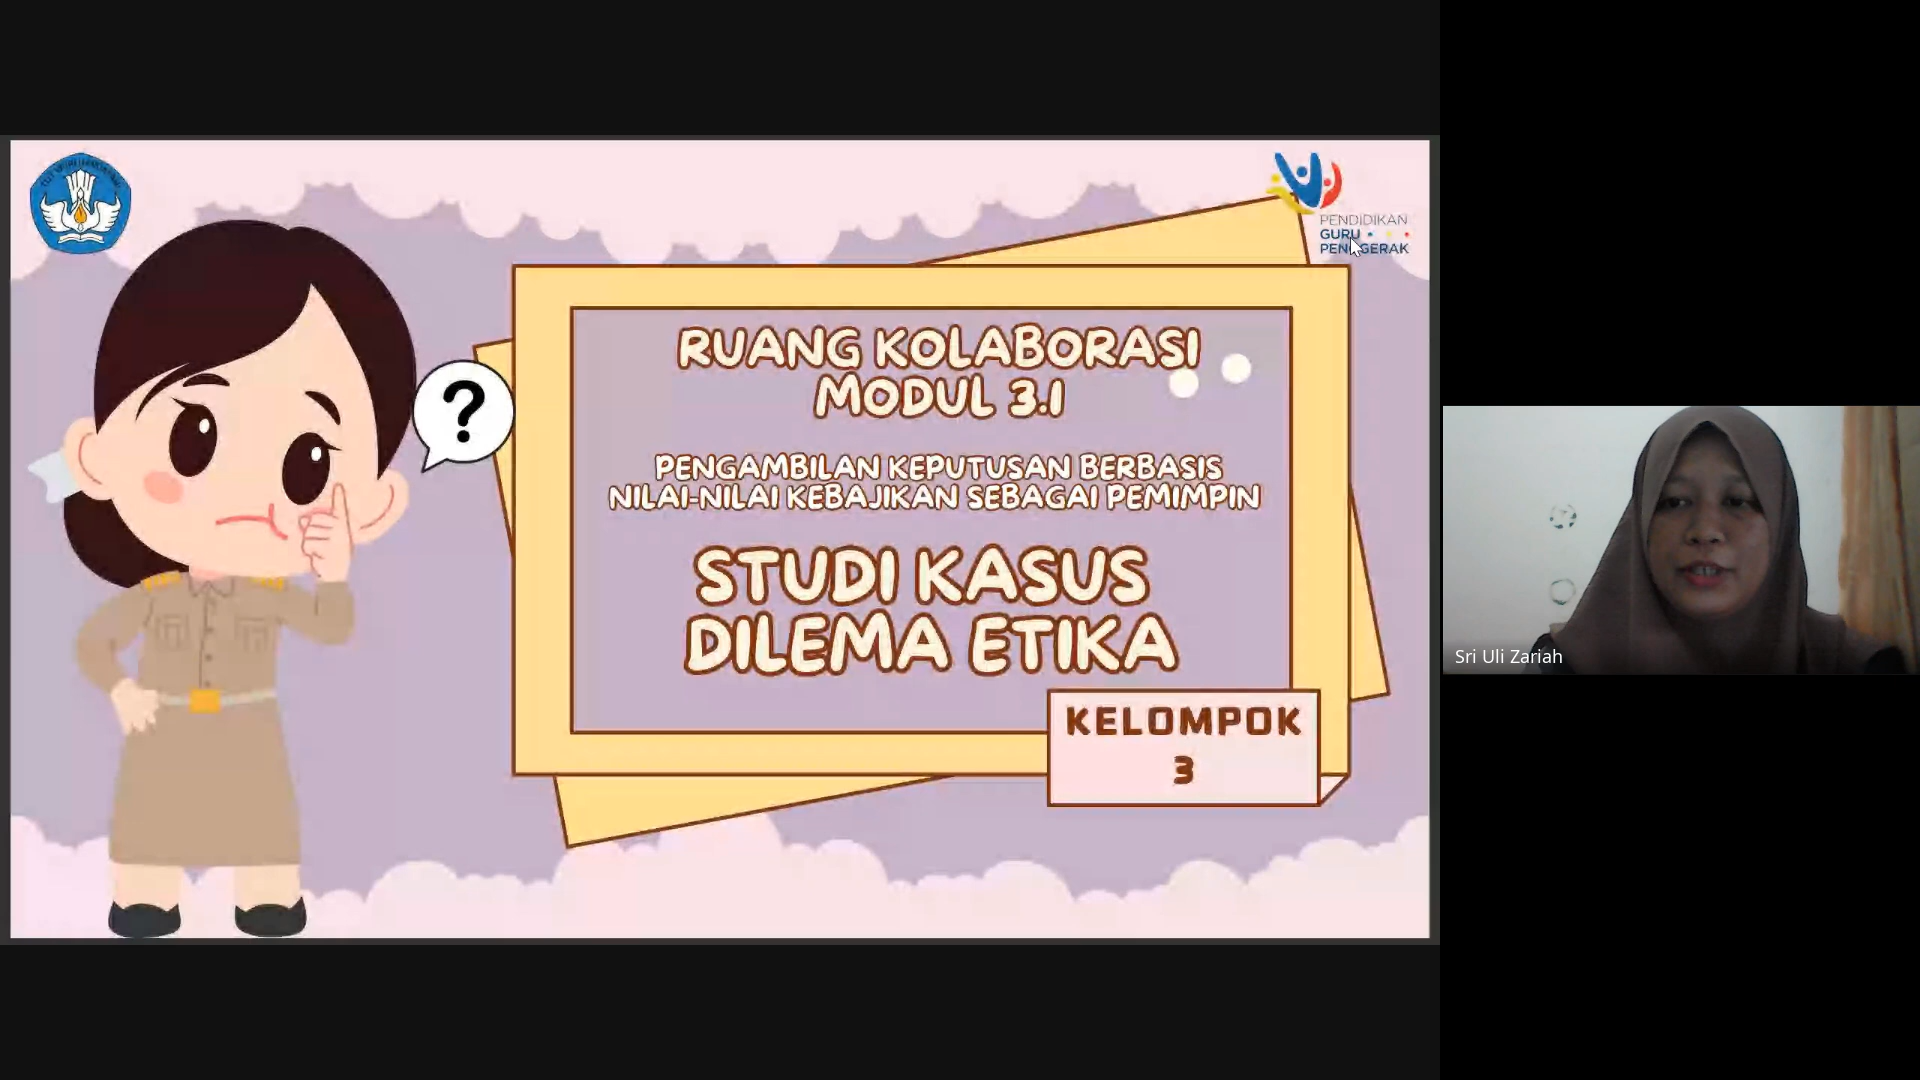 PENDIDIKAN
GURU
PENGGERAK
RUANG KOLABORASI
MODUL 3.1
?
PENGAMBILAN KEPUTUSAN BERBASIS
NILAI-NILAI KEBAJIKAN SEBAGAI PEMIMPIN
STUDI KASUS
DILEMA ETIKA
KELOMPOK
3
Sri Uli Zariah